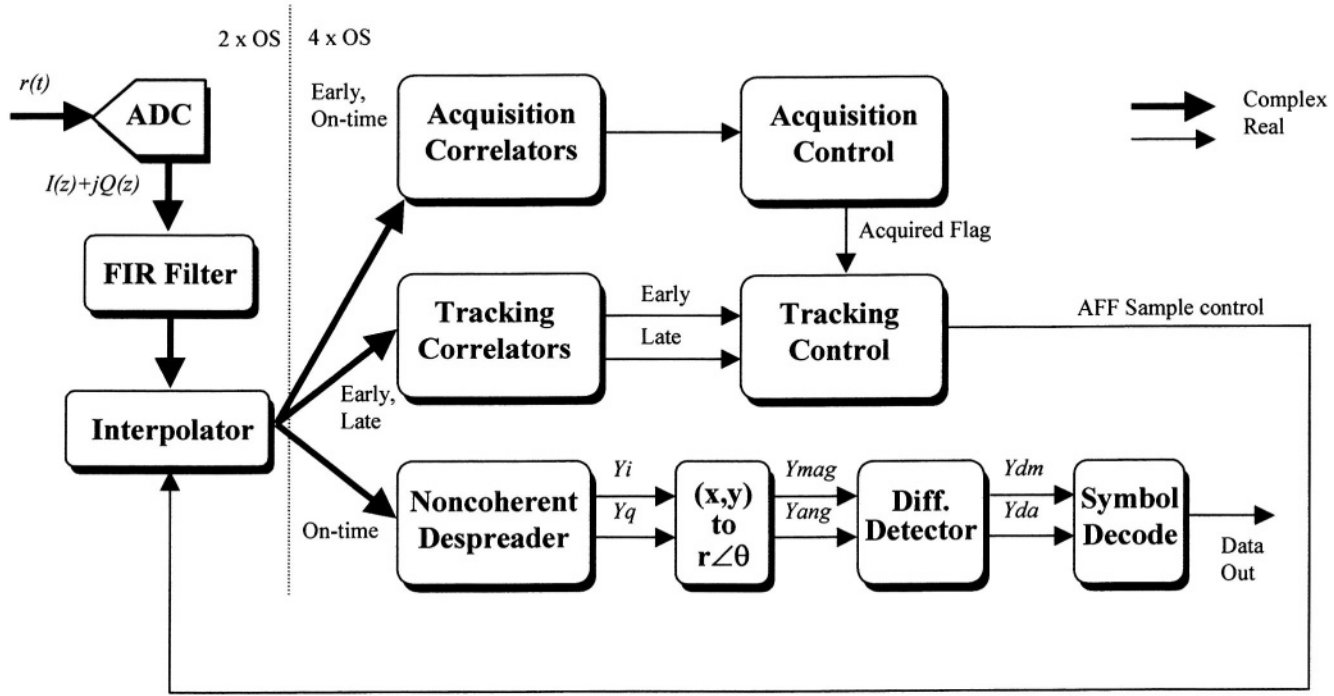 2 x OS
4 x OS
r(t)
ADC
I(z)+jQ(z)
FIR Filter
Interpolator
Early,
On-time
Acquisition
Correlators
Acquisition
Control
Complex
Real
Acquired Flag
Tracking
Correlators
Early
Late
Tracking
Control
AFF Sample control
Early,
Late
On-time
Noncoherent
Despreader
Yi
Yq
(x,y)
to
r∠θ
Ymag
Yang
Diff.
Detector
Ydm
Yda
Symbol
Decode
Data
Out